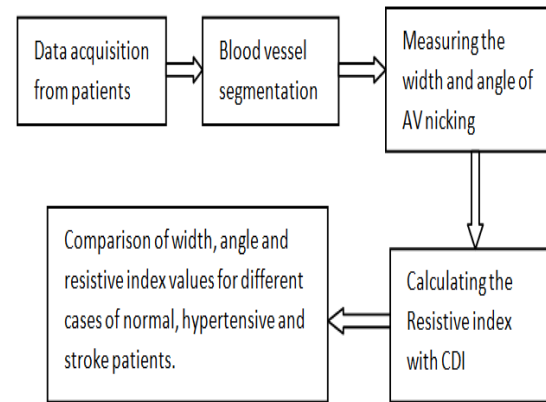 Data acquisition
from patients
Blood vessel
segmentation
Measuring the
width and angle of
AV nicking
Calculating the
Resistive index
with CDI
Comparison of width, angle and
resistive index values for different
cases of normal, hypertensive and
stroke patients.